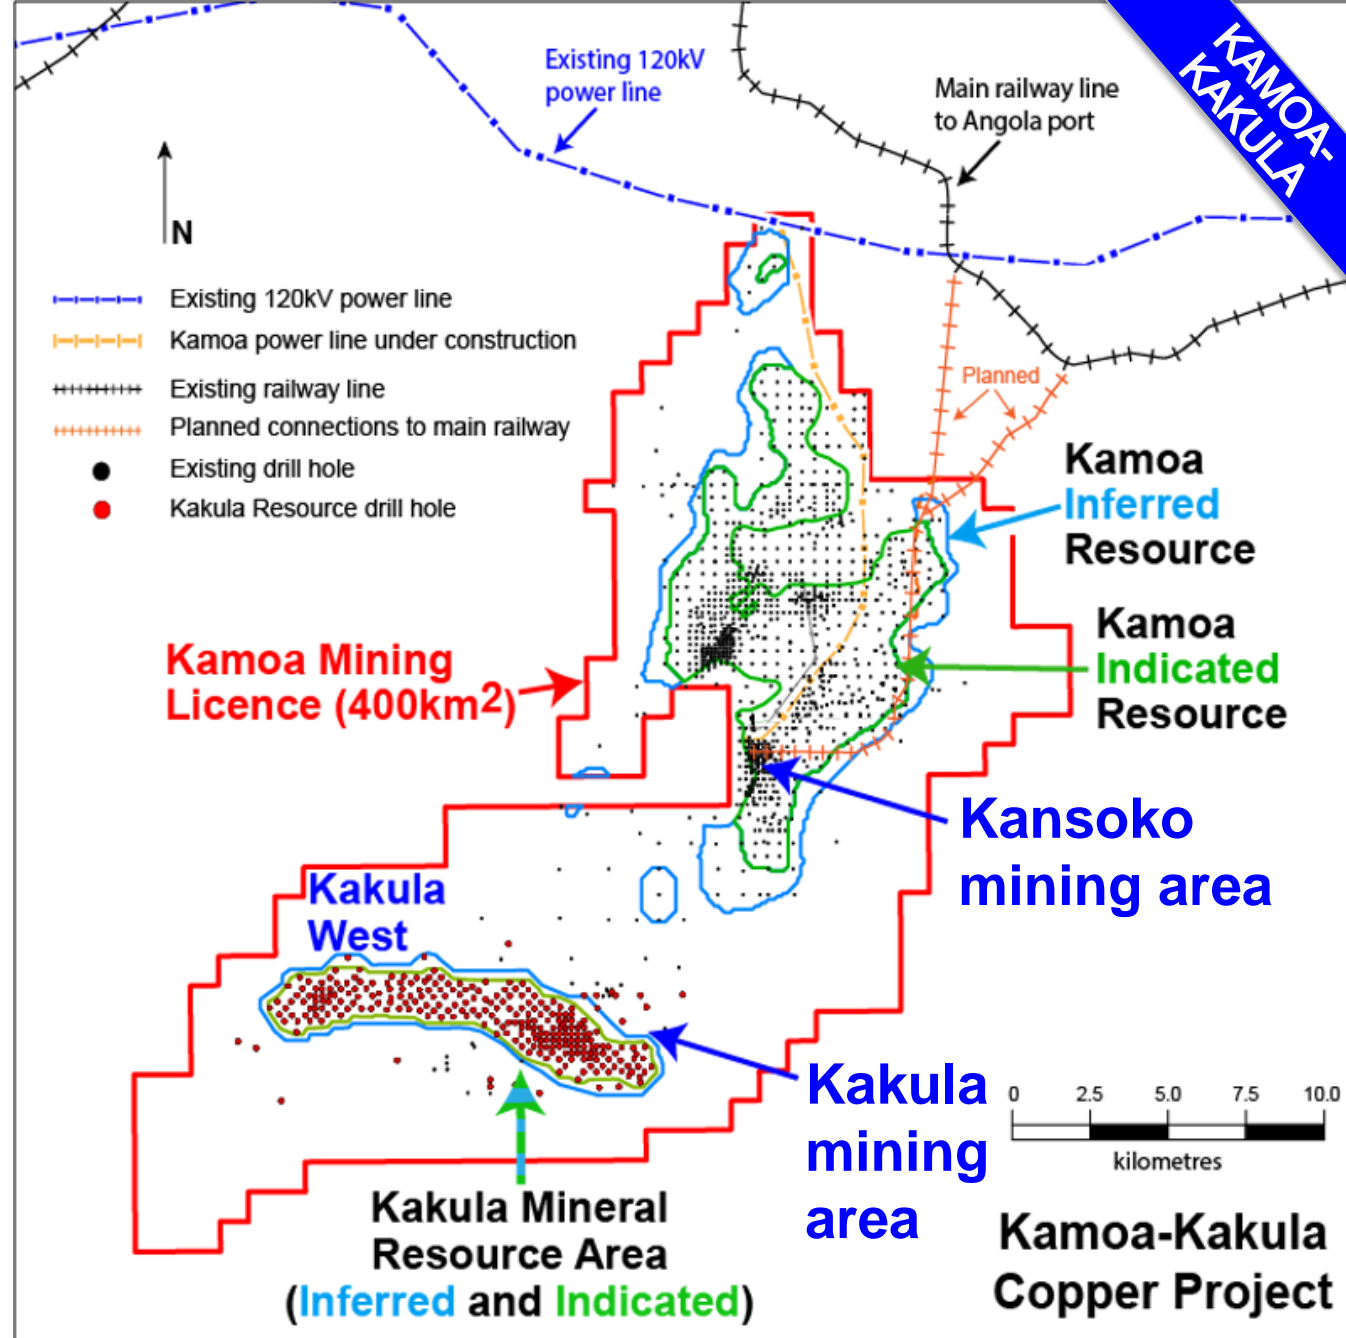 KAMOA-
KAKULA
Existing 120kV
power line
Main railway line
to Angola port
N
Existing 120kV power line
Kamoa power line under construction
Existing railway line
Planned connections to main railway
Existing drill hole
Kakula Resource drill hole
Planned
Kamoa
Inferred
Resource
Kamoa
Indicated
Resource
Kamoa Mining
Licence (400km2)
Kansoko
mining area
Kakula
West
Kakula
mining
area
0 2.5 5.0 7.5 10.0
kilometres
Kakula Mineral
Resource Area
(Inferred and Indicated)
Kamoa-Kakula
Copper Project